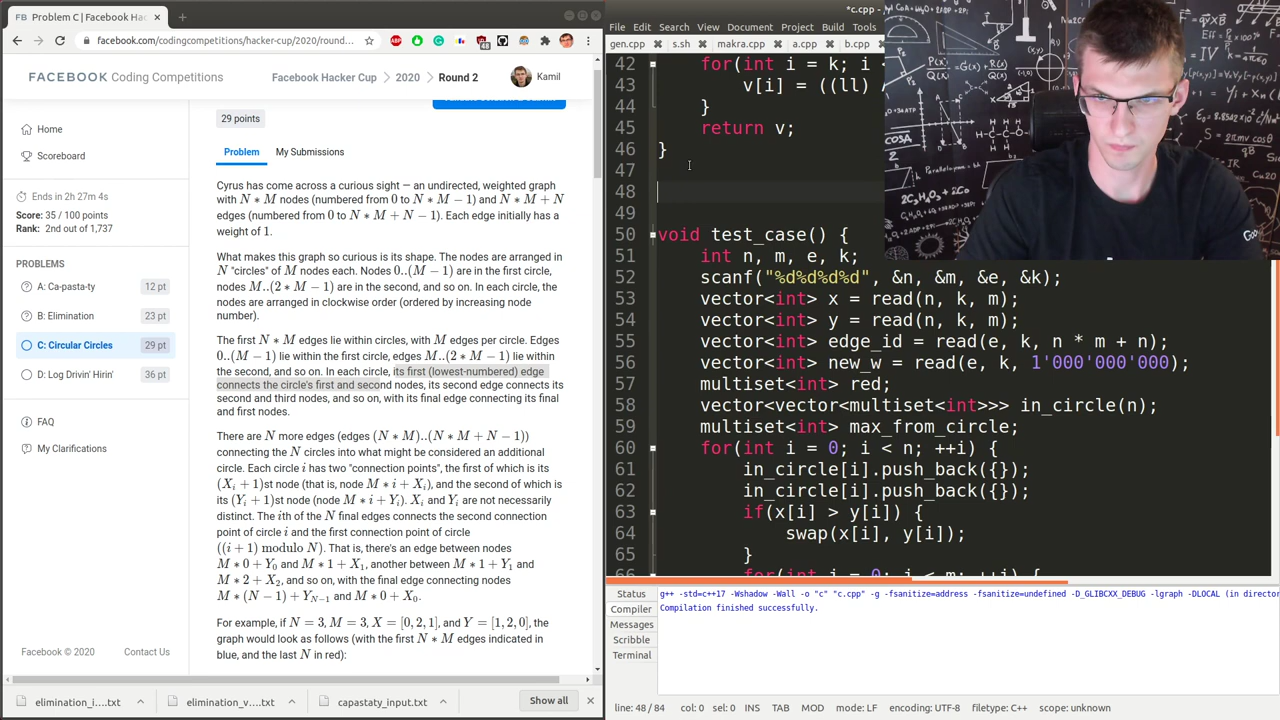 Problem C | Facebook Hacker Cup
facebook.com/codingcompetitions/hacker-cup/2020/round...
48
FACEBOOK Coding Competitions
Facebook Hacker Cup
2020
Round 2
Kamil
Home
Scoreboard
Ends in 2h 27m 4s
Score: 35 / 100 points
Rank: 2nd out of 1,737
PROBLEMS
A: Ca-pasta-ty 12 pt
B: Elimination 23 pt
C: Circular Circles 29 pt
D: Log Drivin' Hirin' 36 pt
FAQ
My Clarifications
Facebook © 2020 Contact Us
29 points
Problem My Submissions
Cyrus has come across a curious sight — an undirected, weighted graph
with N * M nodes (numbered from 0 to N * M − 1) and N * M + N
edges (numbered from 0 to N * M + N − 1). Each edge initially has a
weight of 1.
What makes this graph so curious is its shape. The nodes are arranged in
N "circles" of M nodes each. Nodes 0..(M − 1) are in the first circle,
nodes M..(2 * M − 1) are in the second, and so on. In each circle, the
nodes are arranged in clockwise order (ordered by increasing node
number).
The first N * M edges lie within circles, with M edges per circle. Edges
0..(M − 1) lie within the first circle, edges M..(2 * M − 1) lie within
the second, and so on. In each circle, its first (lowest-numbered) edge
connects the circle's first and second nodes, its second edge connects its
second and third nodes, and so on, with its final edge connecting its final
and first nodes.
There are N more edges (edges (N * M)..(N * M + N − 1))
connecting the N circles into what might be considered an additional
circle. Each circle i has two "connection points", the first of which is its
(Xi + 1)st node (that is, node M * i + Xi), and the second of which is
its (Yi + 1)st node (node M * i + Yi). Xi and Yi are not necessarily
distinct. The ith of the N final edges connects the second connection
point of circle i and the first connection point of circle
((i + 1) modulo N). That is, there's an edge between nodes
M * 0 + Y0 and M * 1 + X1, another between M * 1 + Y1 and
M * 2 + X2, and so on, with the final edge connecting nodes
M * (N − 1) + YN−1 and M * 0 + X0.
For example, if N = 3, M = 3, X = [0, 2, 1], and Y = [1, 2, 0], the
graph would look as follows (with the first N * M edges indicated in
blue, and the last N in red):
elimination_i....txt
elimination_v....txt
capastaty_input.txt
Show all
*c.cpp
File Edit Search View Document Project Build Tools
gen.cpp s.sh makra.cpp a.cpp b.cpp
42 for(int i = k; i <
43 v[i] = ((ll)
44 }
45 return v;
46 }
47
48
49
50 void test_case() {
51 int n, m, e, k;
52 scanf("%d%d%d%d", &n, &m, &e, &k);
53 vector<int> x = read(n, k, m);
54 vector<int> y = read(n, k, m);
55 vector<int> edge_id = read(e, k, n * m + n);
56 vector<int> new_w = read(e, k, 1'000'000'000);
57 multiset<int> red;
58 vector<vector<multiset<int>>> in_circle(n);
59 multiset<int> max_from_circle;
60 for(int i = 0; i < n; ++i) {
61 in_circle[i].push_back({});
62 in_circle[i].push_back({});
63 if(x[i] > y[i]) {
64 swap(x[i], y[i]);
65 }
66 for(int i = 0; i < m; ++i) {
Status
Compiler
Messages
Scribble
Terminal
g++ -std=c++17 -Wshadow -Wall -o "c" "c.cpp" -g -fsanitize=address -fsanitize=undefined -D_GLIBCXX_DEBUG -lgraph -DLOCAL (in director
Compilation finished successfully.
line: 48 / 84 col: 0 sel: 0 INS TAB MOD mode: LF encoding: UTF-8 filetype: C++ scope: unknown